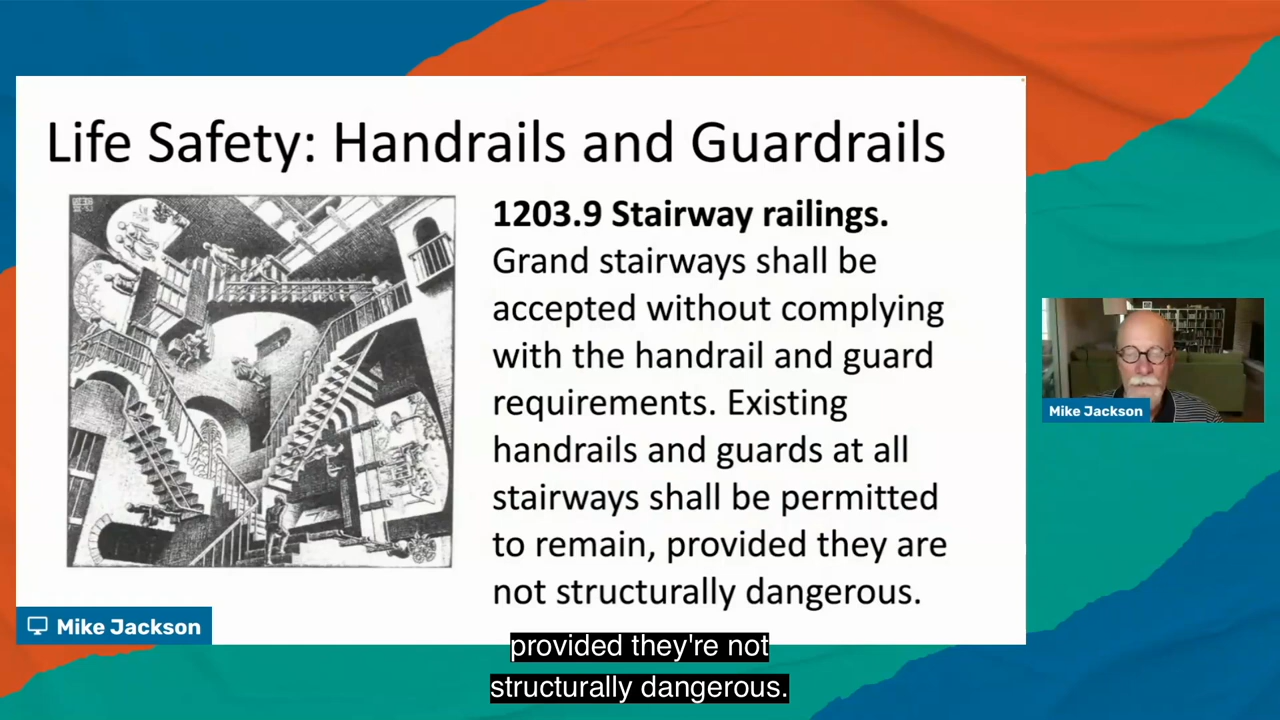 Life Safety: Handrails and Guardrails
1203.9 Stairway railings.
Grand stairways shall be
accepted without complying
with the handrail and guard
requirements. Existing
handrails and guards at all
stairways shall be permitted
to remain, provided they are
not structurally dangerous.
Mike Jackson
Mike Jackson
provided they're not
structurally dangerous.